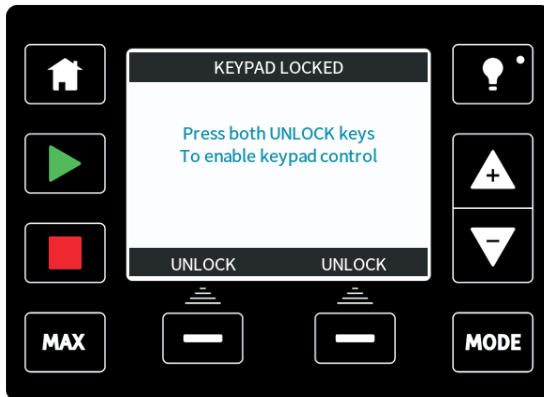 KEYPAD LOCKED
Press both UNLOCK keys
To enable keypad control
+
-
UNLOCK UNLOCK
MAX
MODE